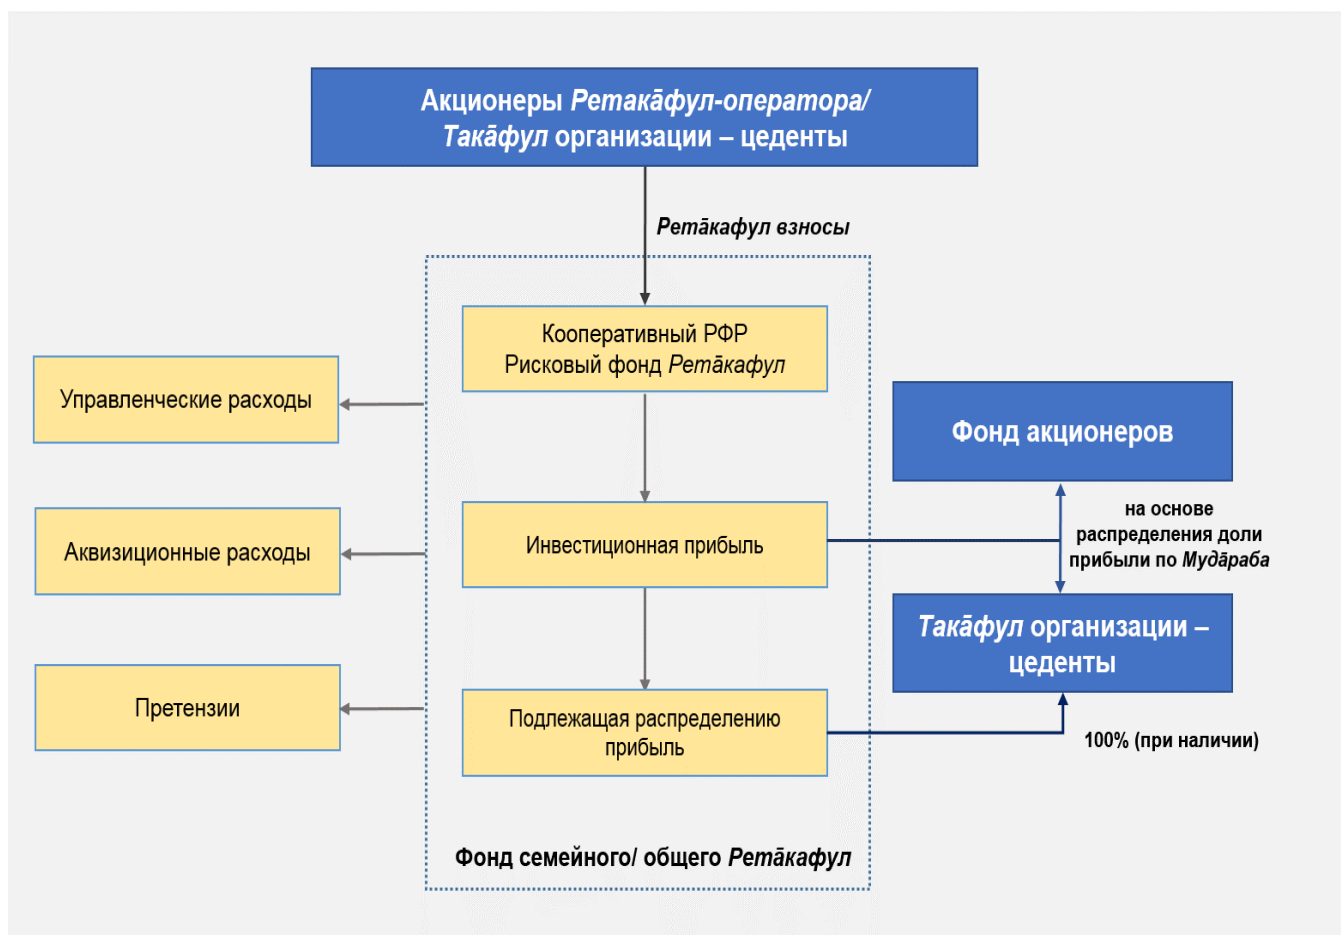 Акционеры Ретакāфул-оператора/
Такāфул организации – цеденты
Ретāкафул взносы
Кооперативный РФР
Рисковый фонд Ретāкафул
Управленческие расходы
Фонд акционеров
на основе
распределения доли
прибыли по Мудāраба
Инвестиционная прибыль
Аквизиционные расходы
Такāфул организации –
цеденты
Претензии
Подлежащая распределению
прибыль
100% (при наличии)
Фонд семейного/ общего Ретāкафул